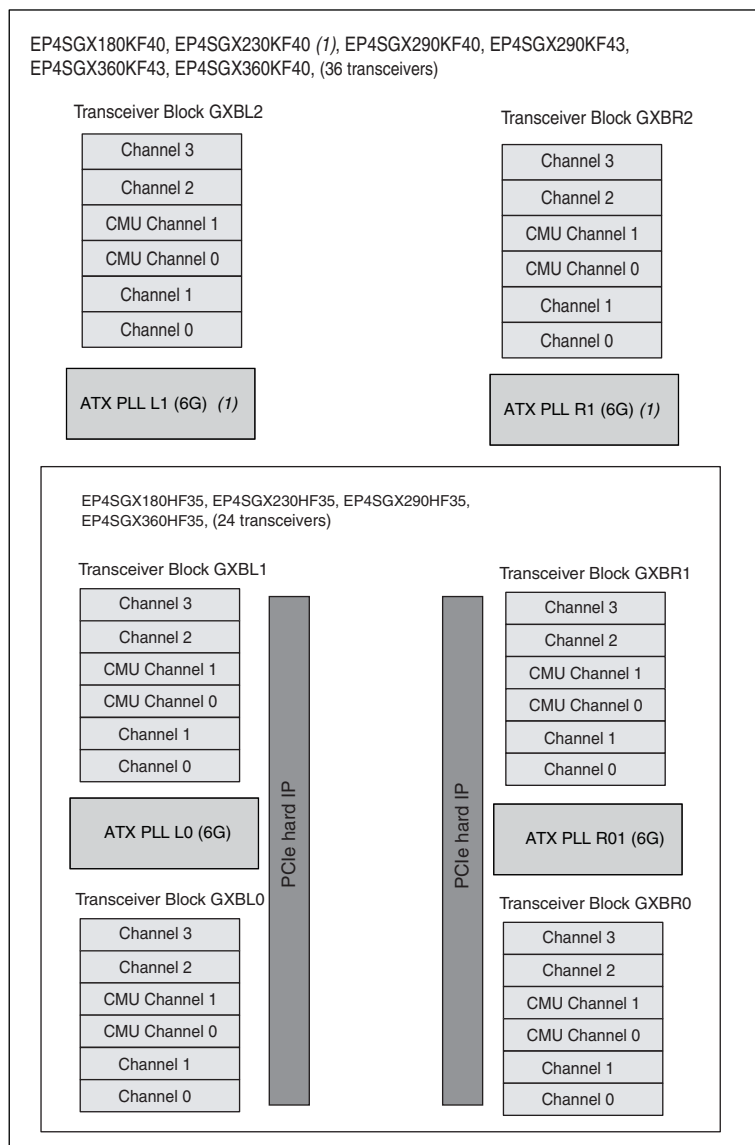 EP4SGX180KF40, EP4SGX230KF40 (1), EP4SGX290KF40, EP4SGX290KF43,
EP4SGX360KF43, EP4SGX360KF40, (36 transceivers)
Transceiver Block GXBL2
Channel 3
Channel 2
CMU Channel 1
CMU Channel 0
Channel 1
Channel 0
ATX PLL L1 (6G) (1)
Transceiver Block GXBR2
Channel 3
Channel 2
CMU Channel 1
CMU Channel 0
Channel 1
Channel 0
ATX PLL R1 (6G) (1)
EP4SGX180HF35, EP4SGX230HF35, EP4SGX290HF35,
EP4SGX360HF35, (24 transceivers)
Transceiver Block GXBL1
Channel 3
Channel 2
CMU Channel 1
CMU Channel 0
Channel 1
Channel 0
ATX PLL L0 (6G)
Transceiver Block GXBL0
Channel 3
Channel 2
CMU Channel 1
CMU Channel 0
Channel 1
Channel 0
PCIe hard IP
PCIe hard IP
Transceiver Block GXBR1
Channel 3
Channel 2
CMU Channel 1
CMU Channel 0
Channel 1
Channel 0
ATX PLL R01 (6G)
Transceiver Block GXBR0
Channel 3
Channel 2
CMU Channel 1
CMU Channel 0
Channel 1
Channel 0